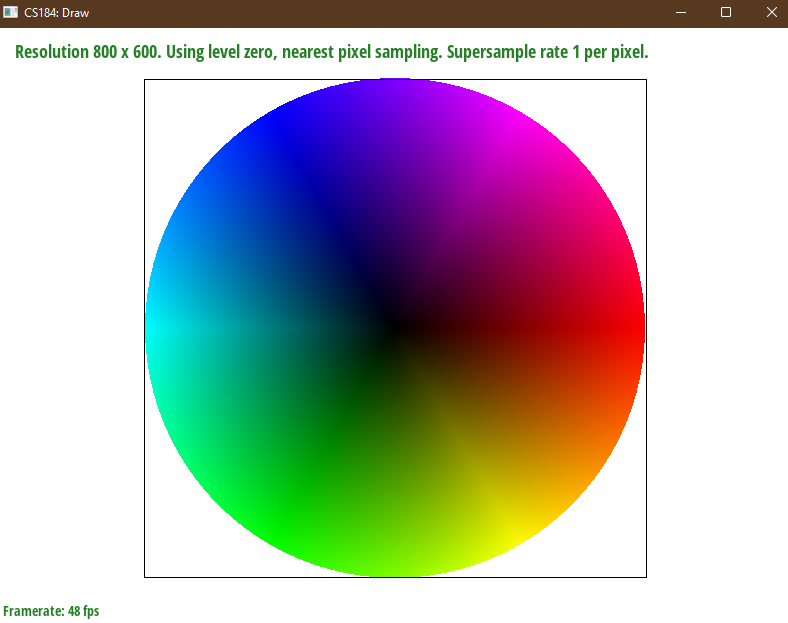 CS184: Draw
Resolution 800 x 600. Using level zero, nearest pixel sampling. Supersample rate 1 per pixel.
Framerate: 48 fps